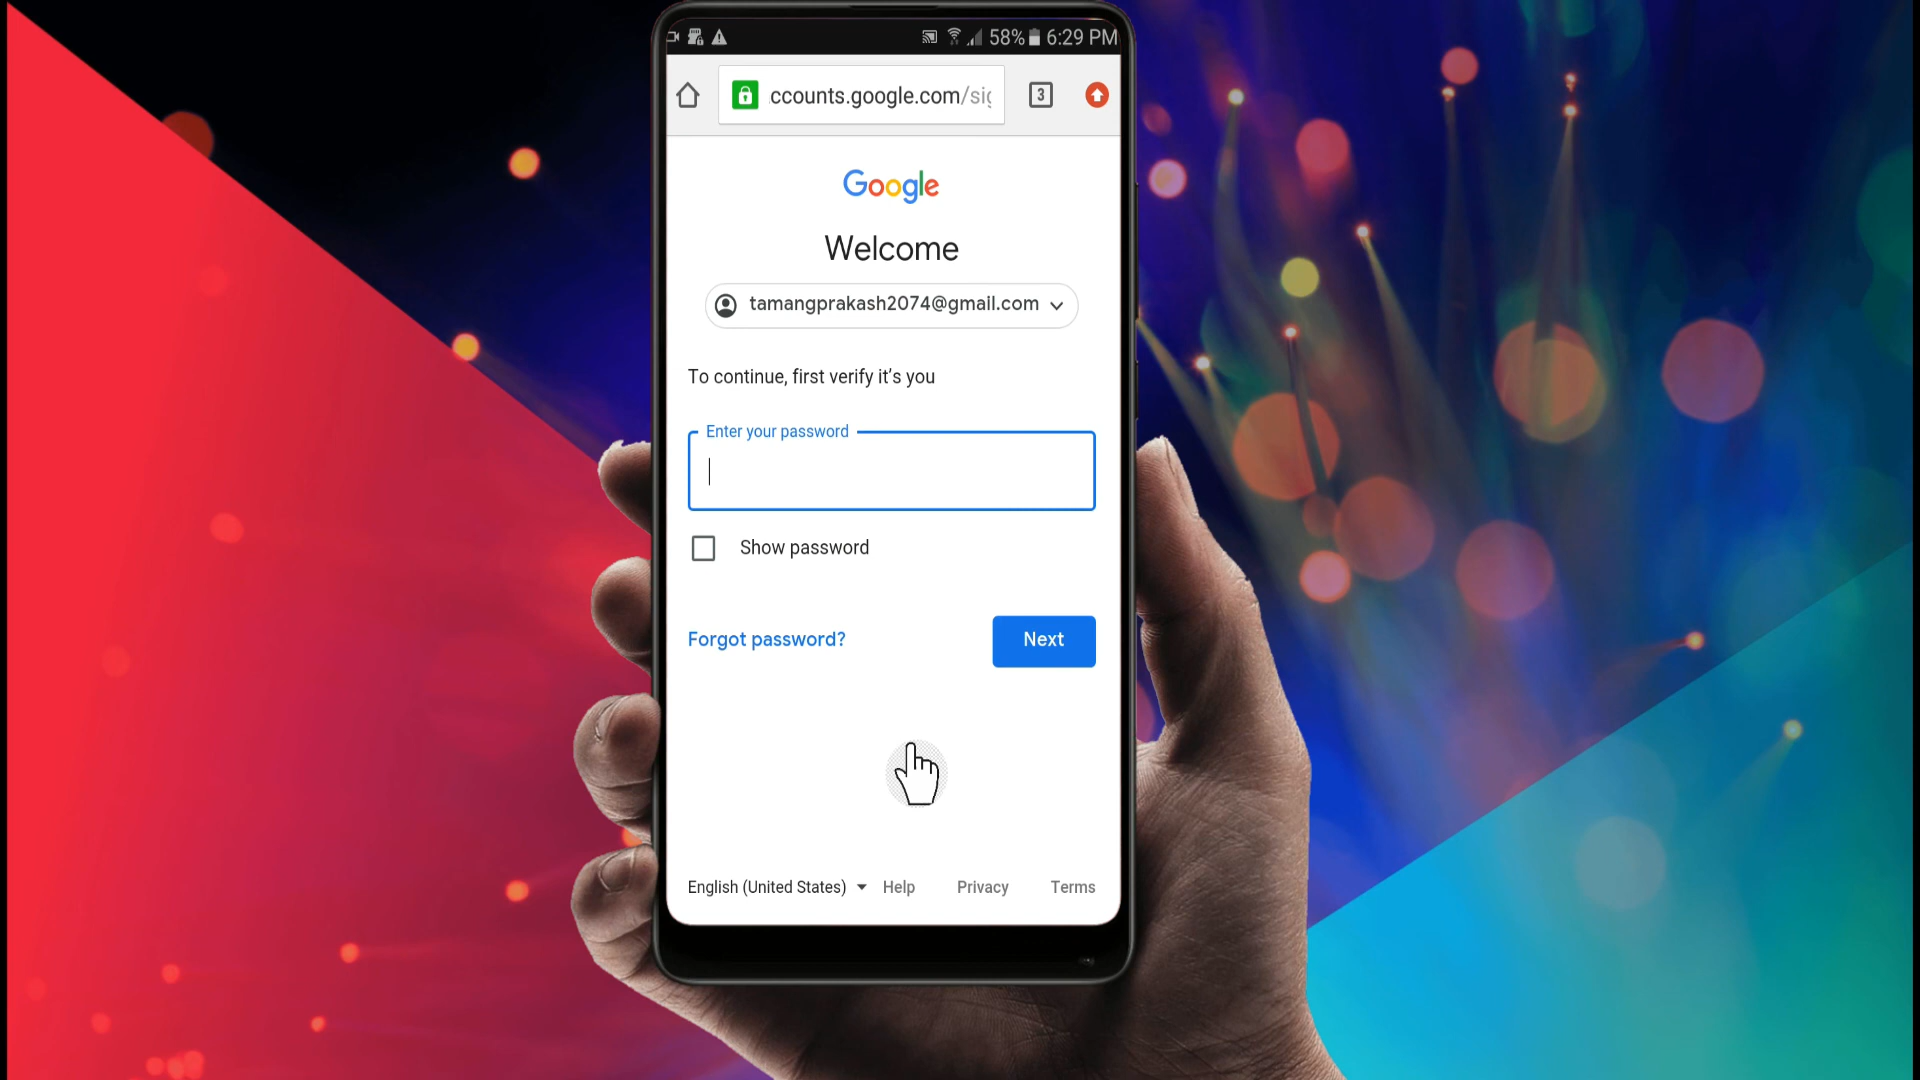 58% 6:29 PM
ccounts.google.com/sig
3
Google
Welcome
tamangprakash2074@gmail.com
To continue, first verify it's you
Enter your password
Show password
Forgot password?
Next
English (United States) Help Privacy Terms